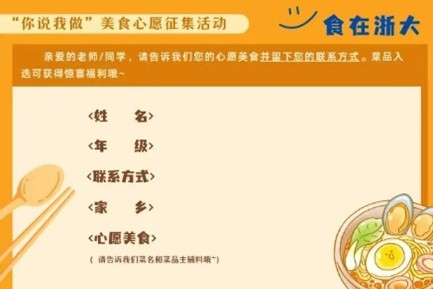 “你说我做”美食心愿征集活动
食在浙大
亲爱的老师/同学，请告诉我们您的心愿美食并留下您的联系方式。菜品入
选可获得惊喜福利哦~
<姓 名>
<年 级>
<联系方式>
<家 乡>
<心愿美食>
( 请告诉我们菜名和菜品主辅料哦~)